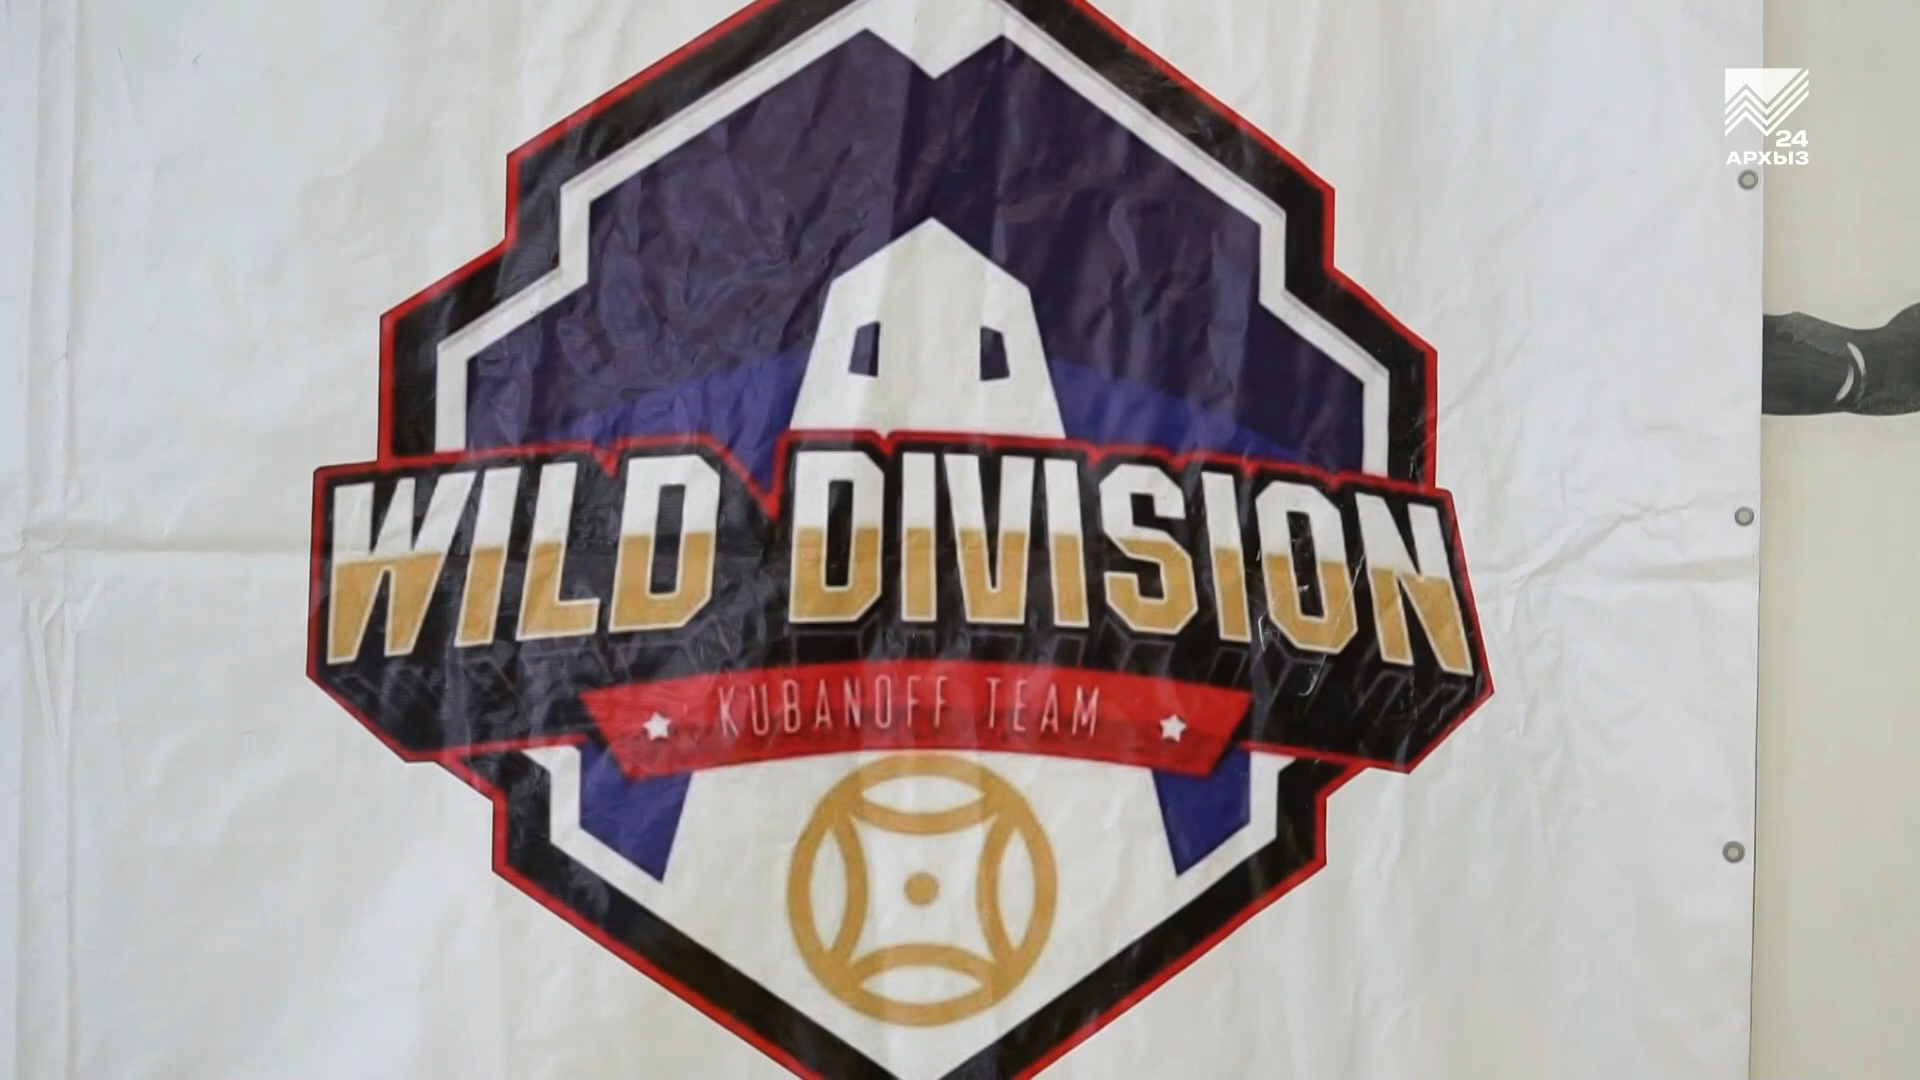 24
АРХЫЗ
WILD DIVISION
KUBANOFF TEAM